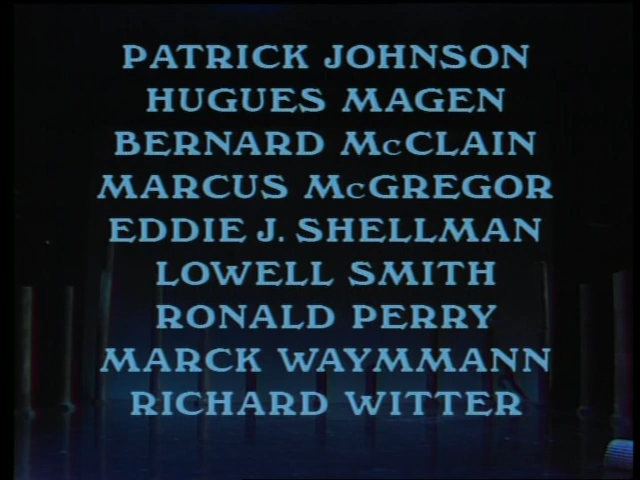 PATRICK JOHNSON
HUGUES MAGEN
BERNARD McCLAIN
MARCUS McGREGOR
EDDIE J. SHELLMAN
LOWELL SMITH
RONALD PERRY
MARCK WAYMMANN
RICHARD WITTER